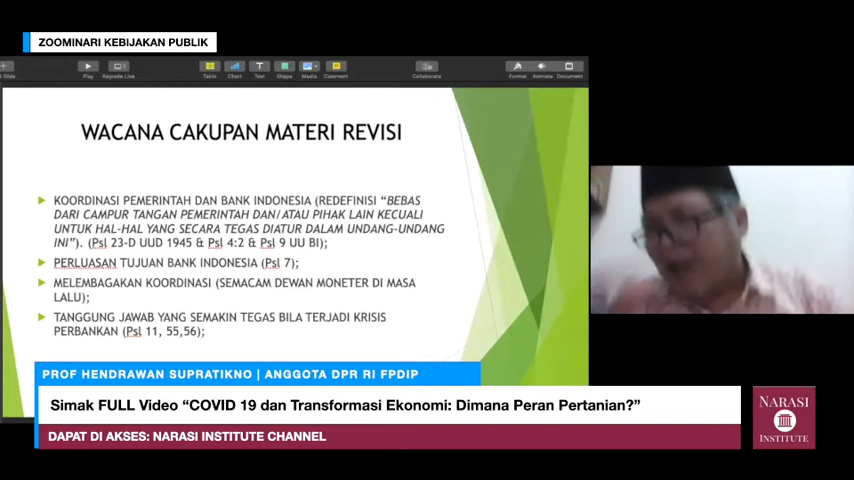 ZOOMINARI KEBIJAKAN PUBLIK
Play
Keynote Live
Table
Chart
Text
Shape
Media
Comment
Collaborate
Format
Animate
Document
WACANA CAKUPAN MATERI REVISI
KOORDINASI PEMERINTAH DAN BANK INDONESIA (REDEFINISI “BEBAS
DARI CAMPUR TANGAN PEMERINTAH DAN/ATAU PIHAK LAIN KECUALI
UNTUK HAL-HAL YANG SECARA TEGAS DIATUR DALAM UNDANG-UNDANG
INI”). (Psl 23-D UUD 1945 & Psl 4:2 & Psl 9 UU BI);
PERLUASAN TUJUAN BANK INDONESIA (Psl 7);
MELEMBAGAKAN KOORDINASI (SEMACAM DEWAN MONETER DI MASA
LALU);
TANGGUNG JAWAB YANG SEMAKIN TEGAS BILA TERJADI KRISIS
PERBANKAN (Psl 11, 55,56);
PROF HENDRAWAN SUPRATIKNO | ANGGOTA DPR RI FPDIP
Simak FULL Video “COVID 19 dan Transformasi Ekonomi: Dimana Peran Pertanian?”
DAPAT DI AKSES: NARASI INSTITUTE CHANNEL
NARASI
INSTITUTE